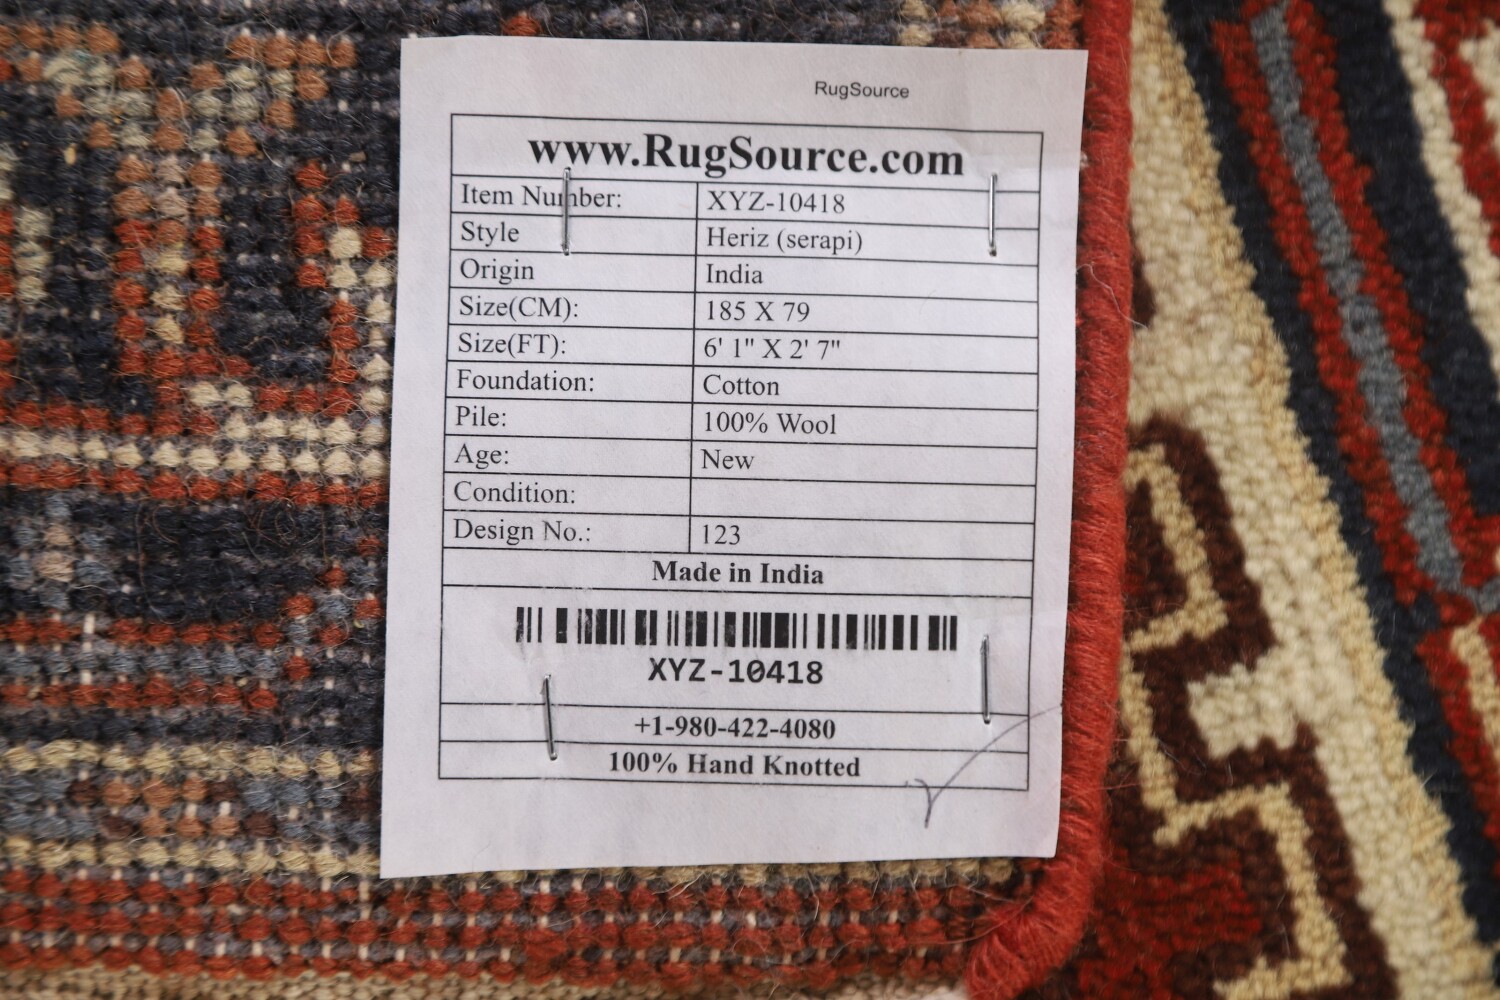 RugSource
www.RugSource.com
Item Number: XYZ-10418
Style Heriz (serapi)
Origin India
Size(CM): 185 X 79
Size(FT): 6' 1" X 2' 7"
Foundation: Cotton
Pile: 100% Wool
Age: New
Condition:
Design No.: 123
Made in India
XYZ-10418
+1-980-422-4080
100% Hand Knotted